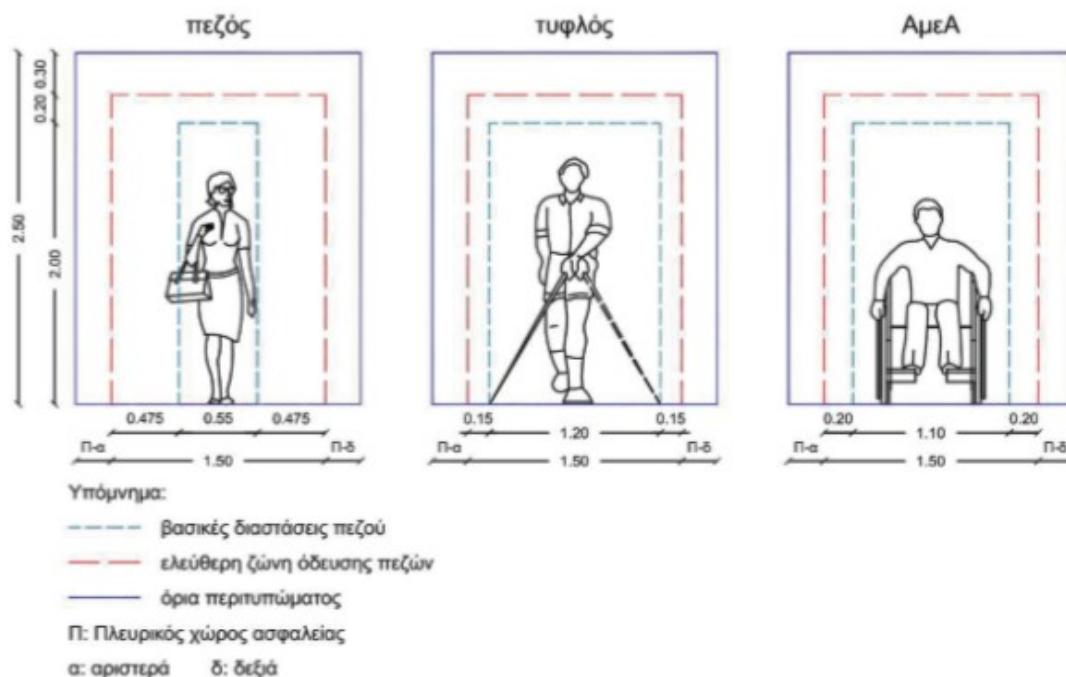 πεζός τυφλός ΑμεΑ
0.30
0.20
2.50
2.00
0.475 0.55 0.475 0.15 1.20 0.15 0.20 1.10 0.20
Π-α 1.50 Π-δ Π-α 1.50 Π-δ Π-α 1.50 Π-δ
Υπόμνημα:
βασικές διαστάσεις πεζού
ελεύθερη ζώνη όδευσης πεζών
όρια περιτυπώματος
Π: Πλευρικός χώρος ασφαλείας
α: αριστερά δ: δεξιά